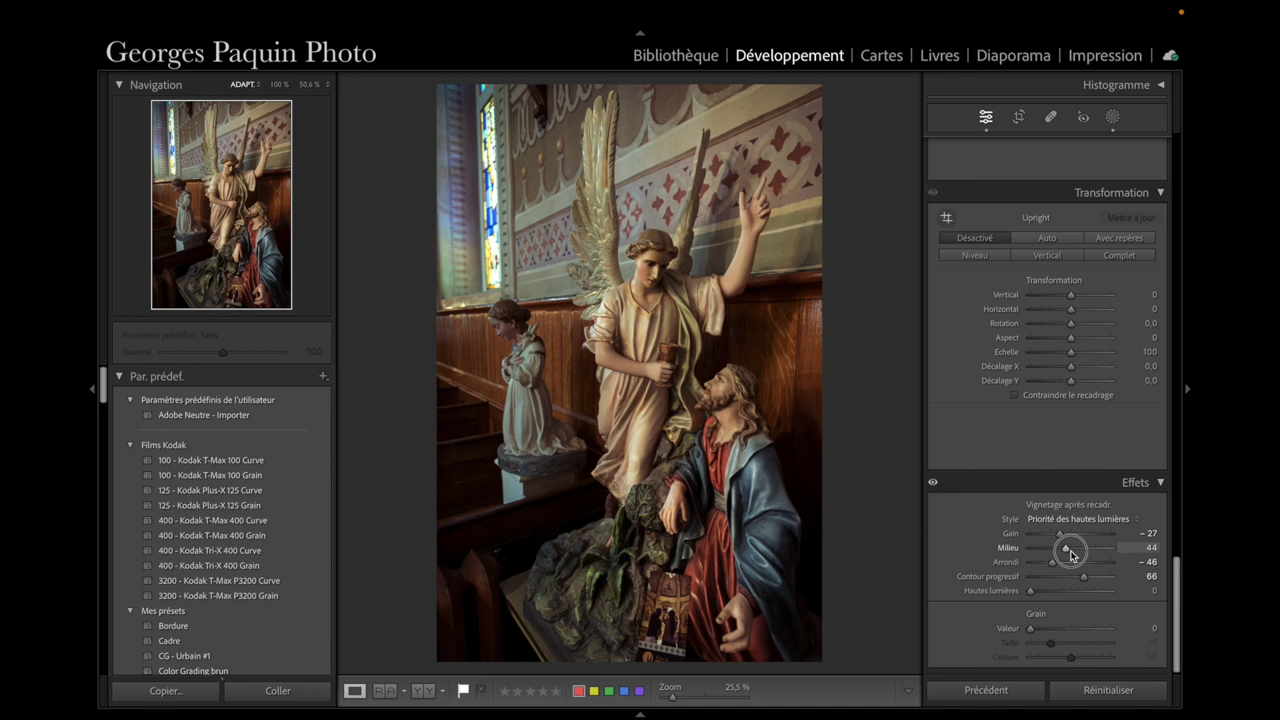 Georges Paquin Photo
Bibliothèque | Développement | Cartes | Livres | Diaporama | Impression |
Navigation ADAPT. 100 % 50,6 %
Histogramme
Paramètre prédéfini: Sans
Quantité 100
Par. prédéf. +
Paramètres prédéfinis de l'utilisateur
Adobe Neutre - Importer
Films Kodak
100 - Kodak T-Max 100 Curve
100 - Kodak T-Max 100 Grain
125 - Kodak Plus-X 125 Curve
125 - Kodak Plus-X 125 Grain
400 - Kodak T-Max 400 Curve
400 - Kodak T-Max 400 Grain
400 - Kodak Tri-X 400 Curve
400 - Kodak Tri-X 400 Grain
3200 - Kodak T-Max P3200 Curve
3200 - Kodak T-Max P3200 Grain
Mes présets
Bordure
Cadre
CG - Urbain #1
Color Grading brun
Copier... Coller
Zoom 25,5 %
Transformation
Upright Mettre à jour
Désactivé Auto Avec repères
Niveau Vertical Complet
Transformation
Vertical 0
Horizontal 0
Rotation 0,0
Aspect 0
Echelle 100
Décalage X 0,0
Décalage Y 0,0
Contraindre le recadrage
Effets
Vignetage après recadr.
Style Priorité des hautes lumières
Gain – 27
Milieu 44
Arrondi – 46
Contour progressif 66
Hautes lumières 0
Grain
Valeur 0
Taille
Cassure
Précédent Réinitialiser